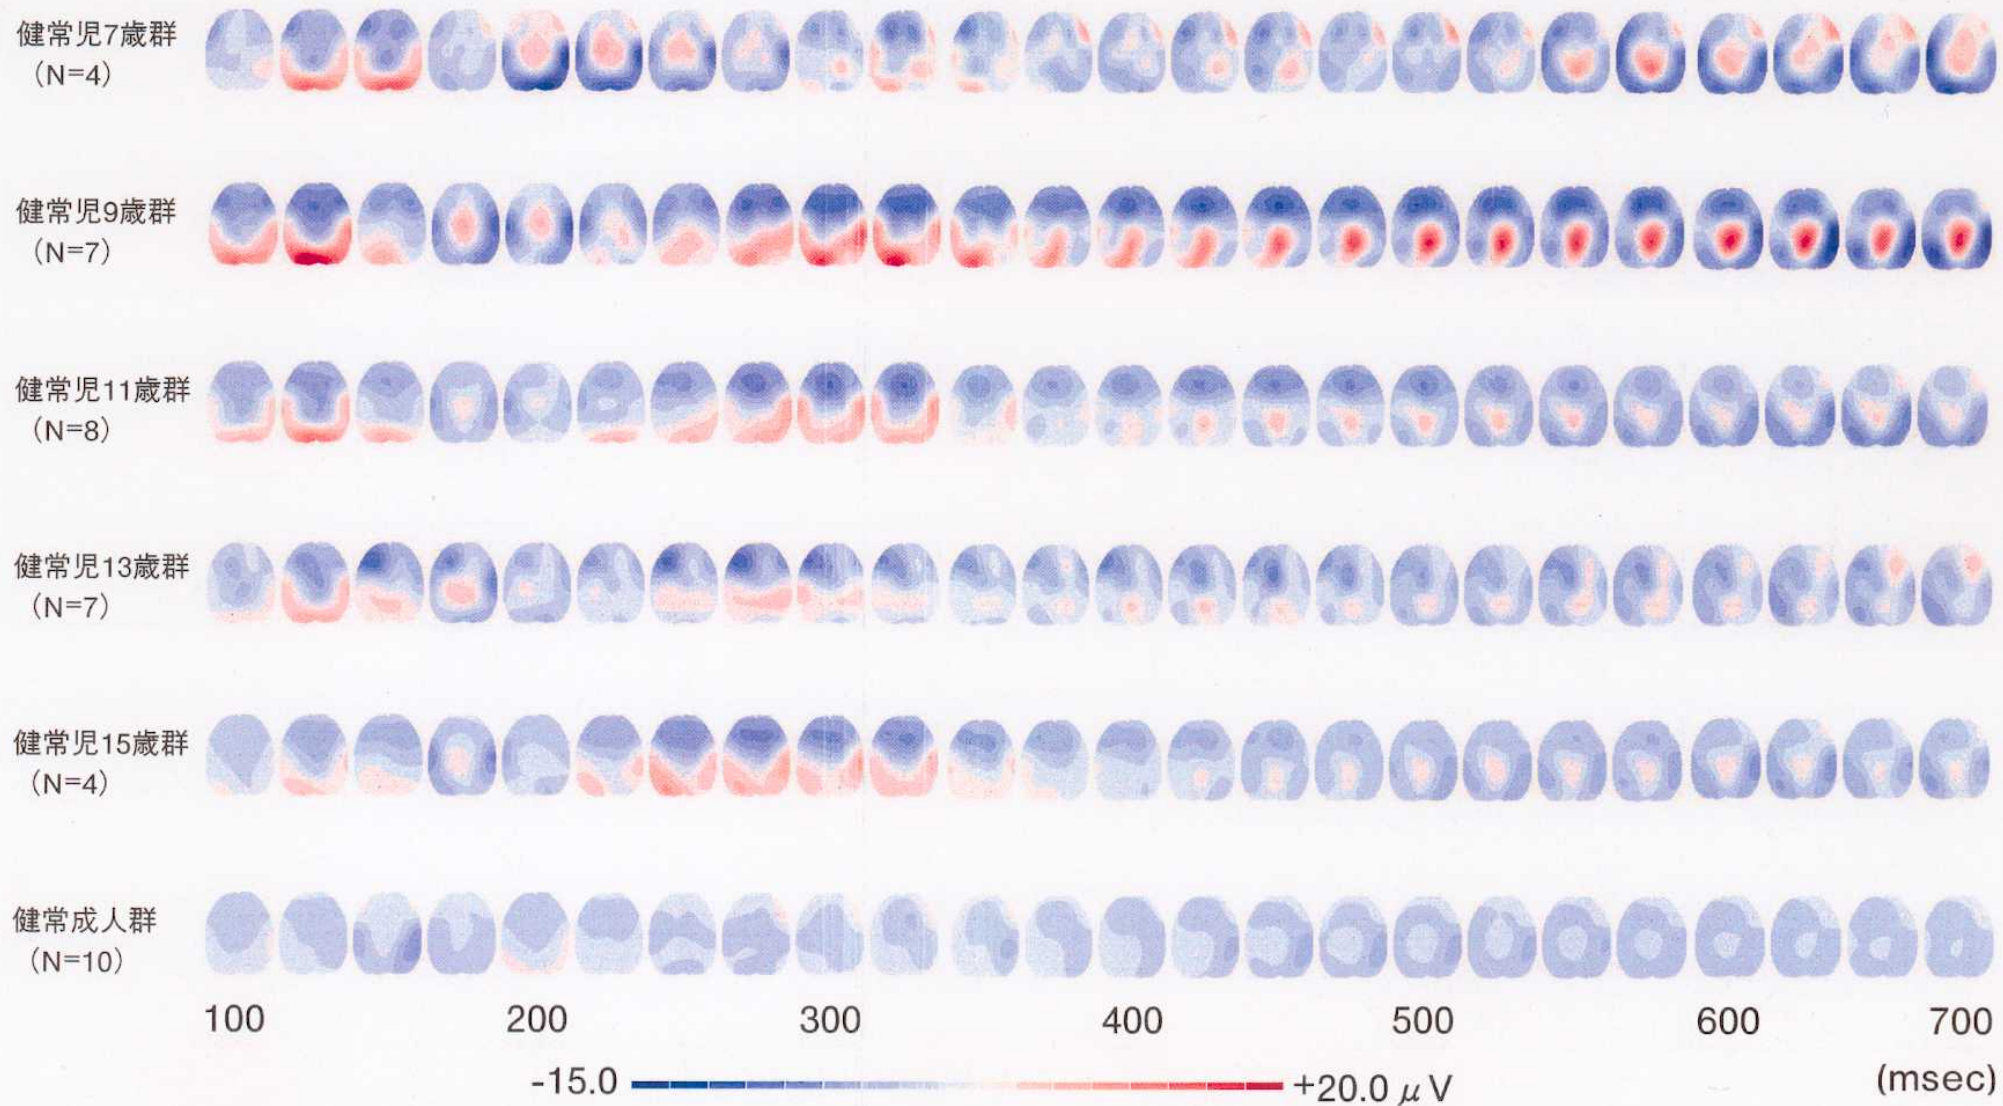 健常児7歳群
（N=4）
健常児9歳群
（N=7）
健常児11歳群
（N=8）
健常児13歳群
（N=7）
健常児15歳群
（N=4）
健常成人群
（N=10）
100 200 300 400 500 600 700
-15.0 +20.0 μV (msec)